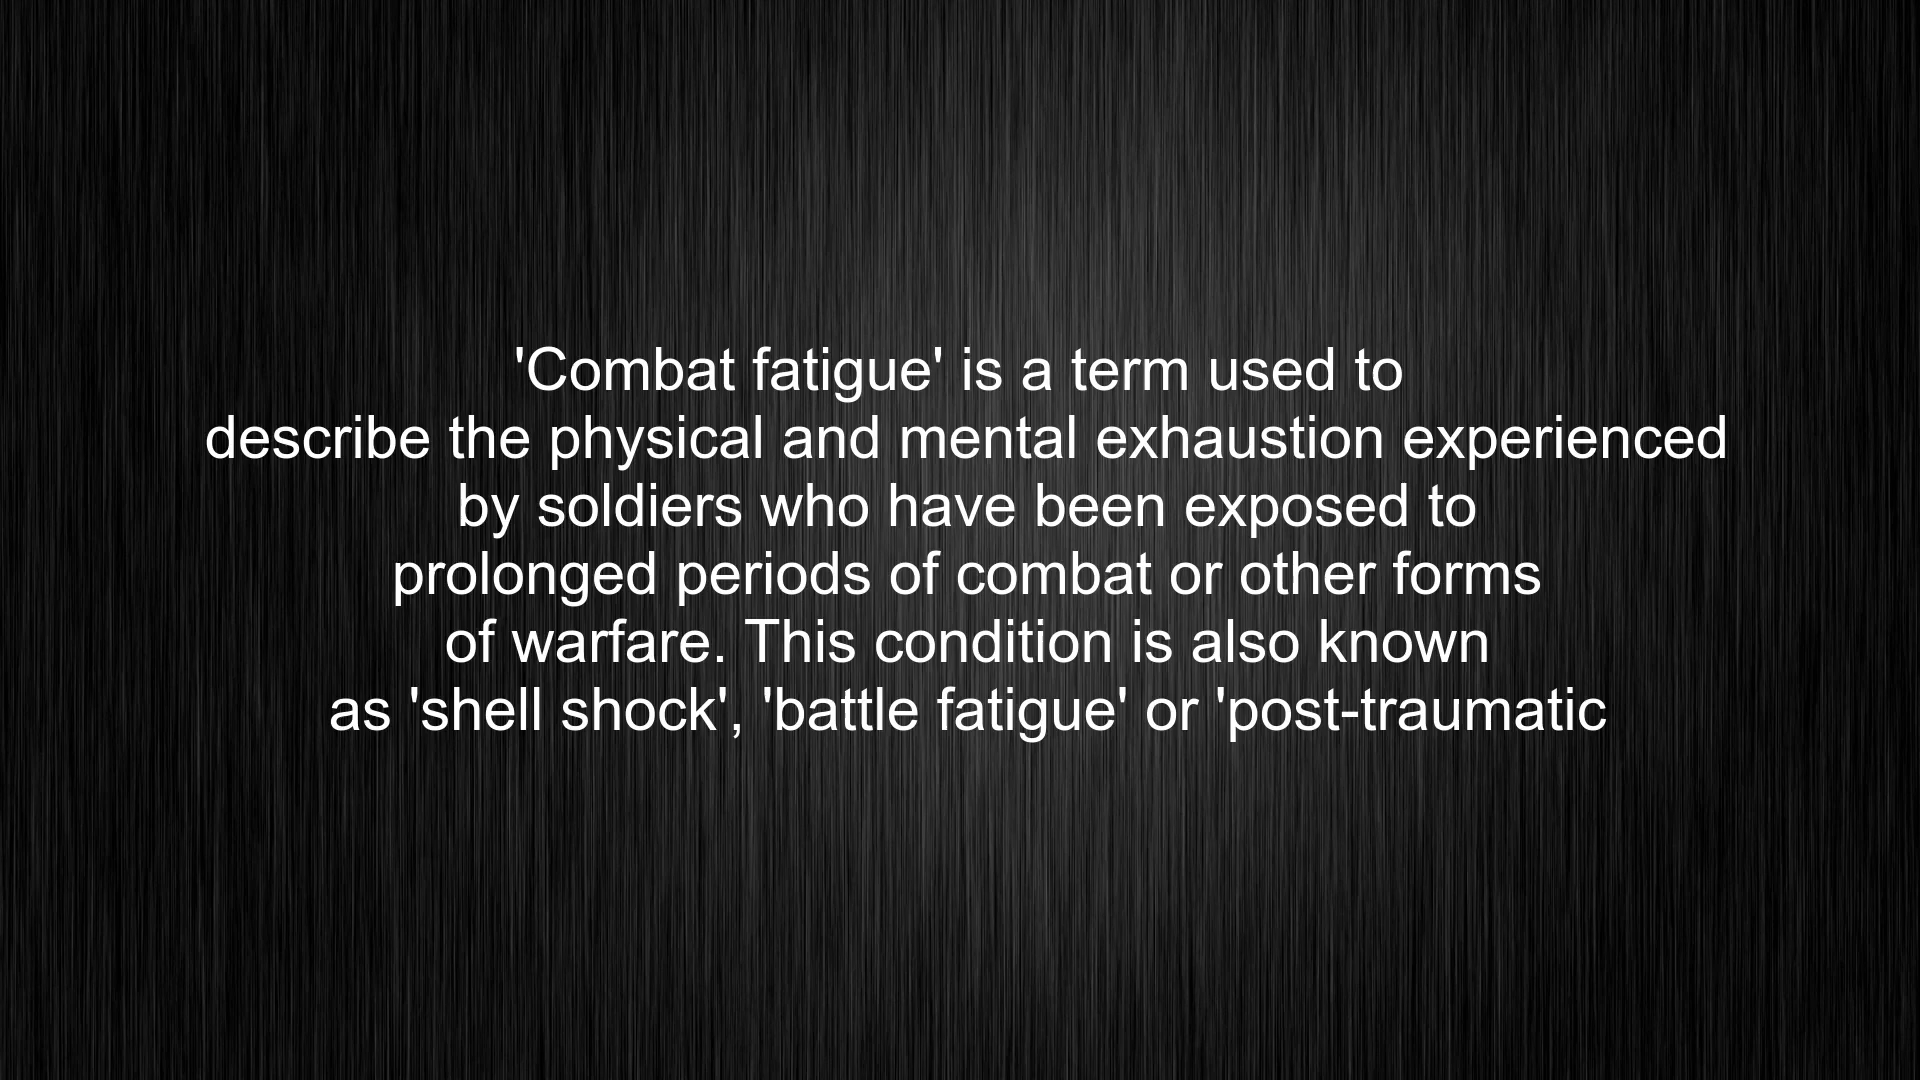 'Combat fatigue' is a term used to
describe the physical and mental exhaustion experienced
by soldiers who have been exposed to
prolonged periods of combat or other forms
of warfare. This condition is also known
as 'shell shock', 'battle fatigue' or 'post-traumatic